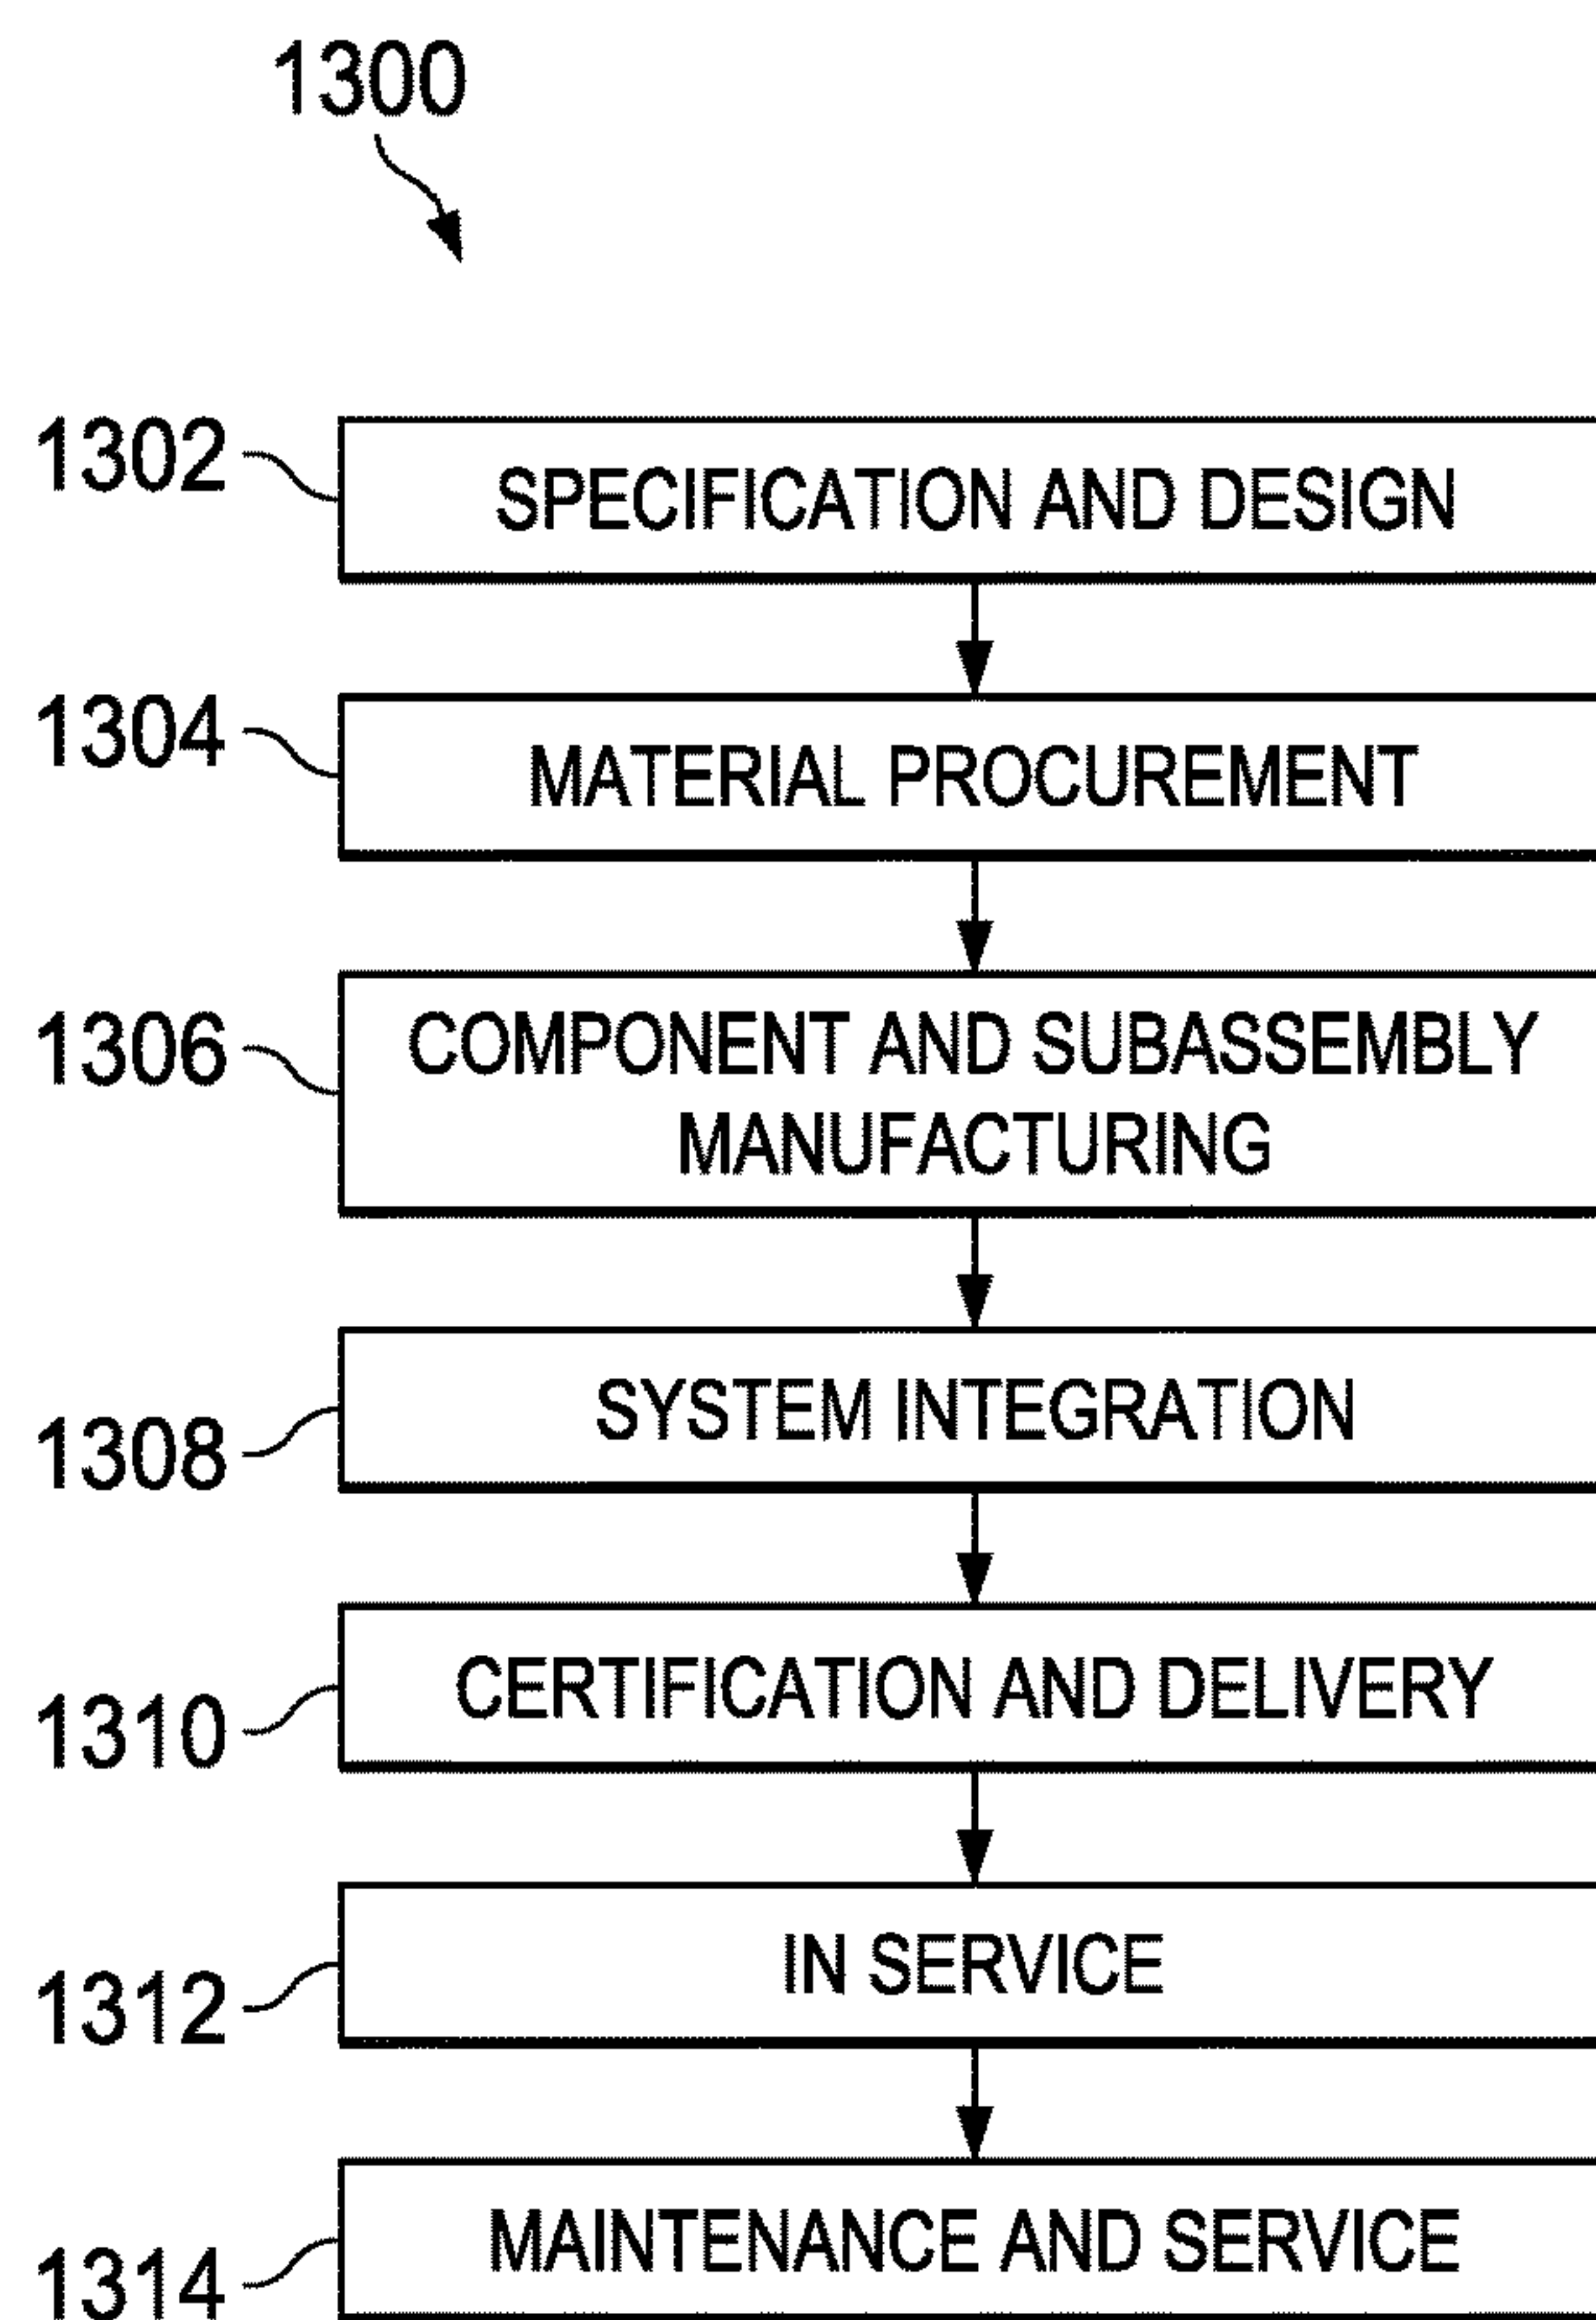 1300
1302
SPECIFICATION AND DESIGN
1304
MATERIAL PROCUREMENT
1306
COMPONENT AND SUBASSEMBLY
MANUFACTURING
1308
SYSTEM INTEGRATION
1310
CERTIFICATION AND DELIVERY
1312
IN SERVICE
1314
MAINTENANCE AND SERVICE